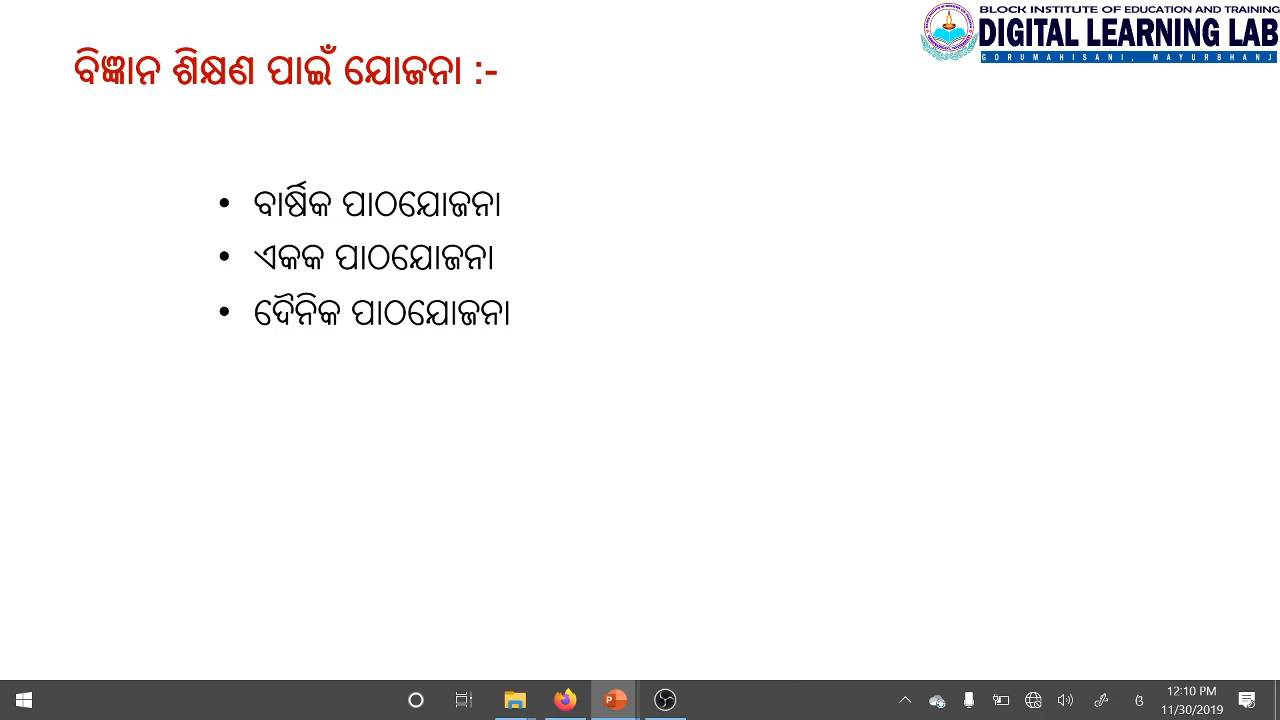 BLOCK INSTITUTE OF EDUCATION AND TRAINING
DIGITAL LEARNING LAB
GORUMAHISANI, MAYURBHANJ
ବିଜ୍ଞାନ ଶିକ୍ଷଣ ପାଇଁ ଯୋଜନା :-
• ବାର୍ଷିକ ପାଠଯୋଜନା
• ଏକକ ପାଠଯୋଜନା
• ଦୈନିକ ପାଠଯୋଜନା
12:10 PM
11/30/2019